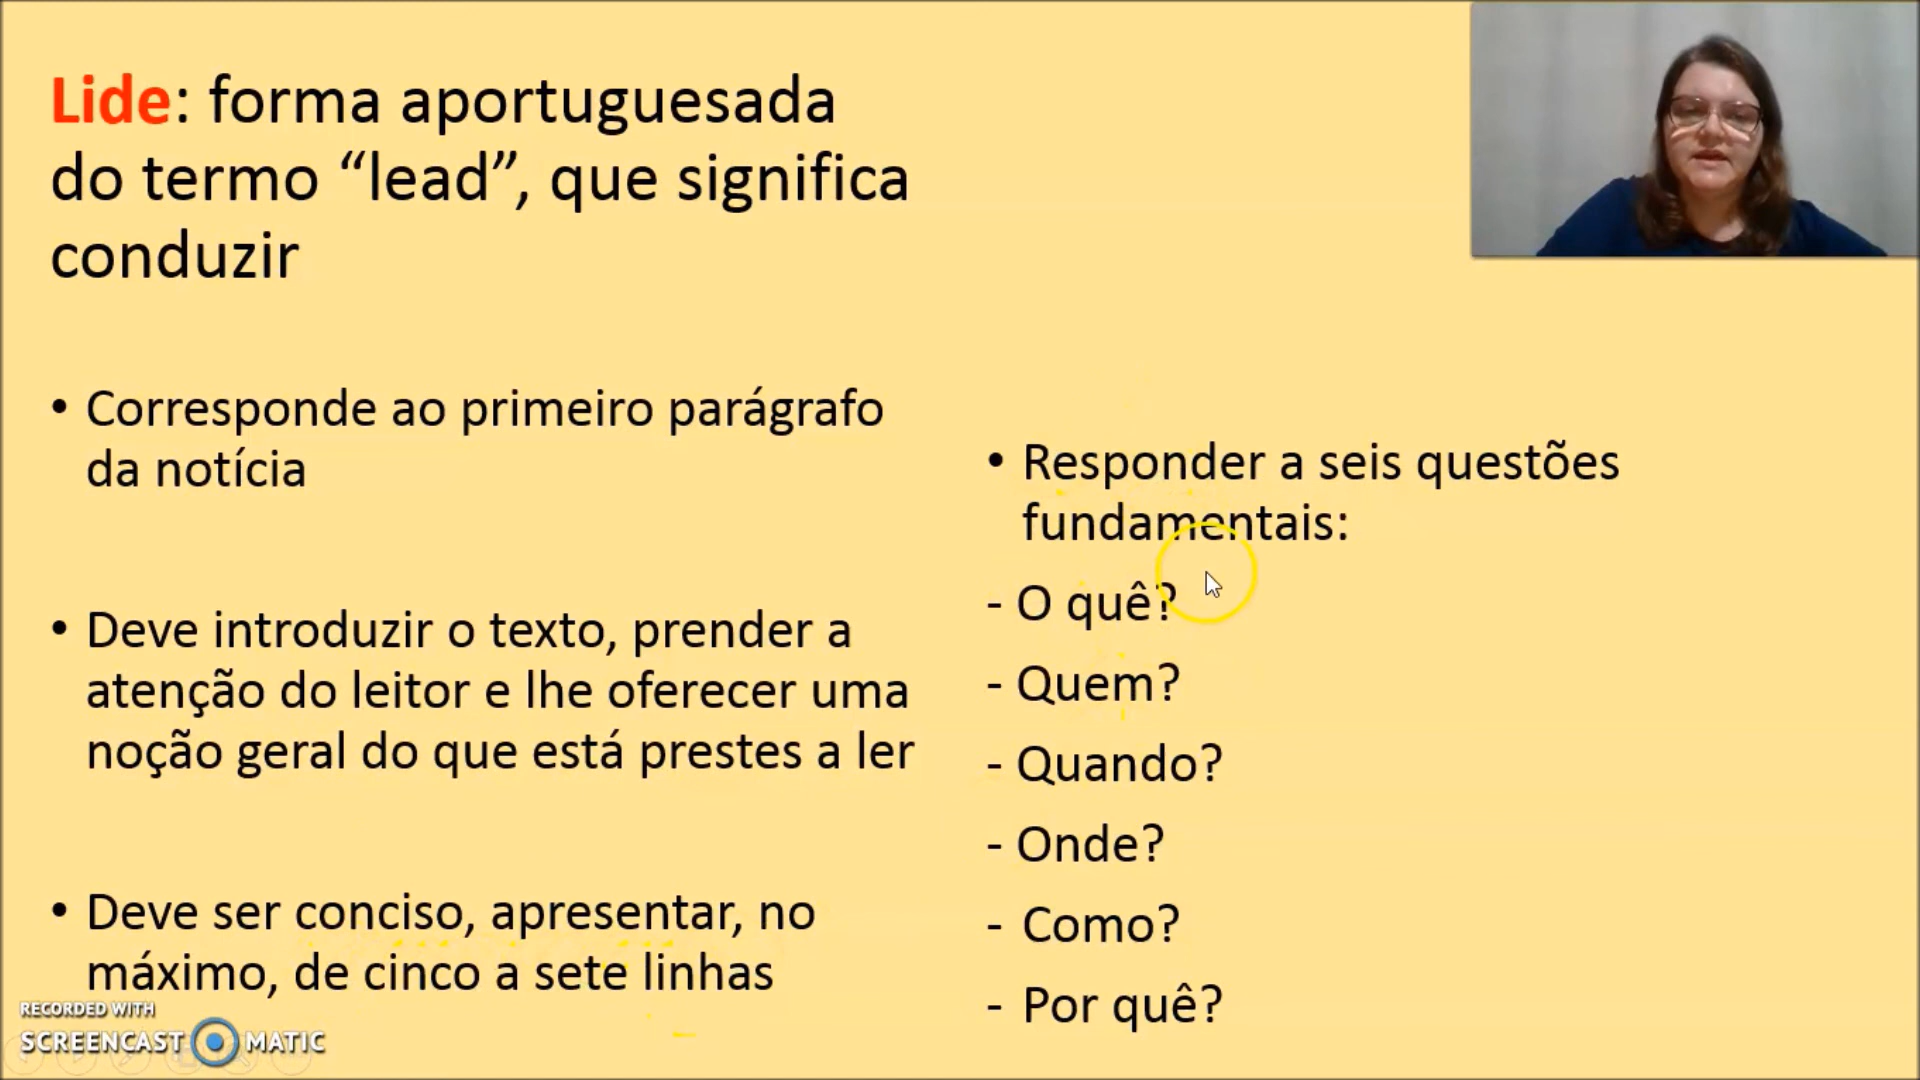 Lide: forma aportuguesada
do termo “lead”, que significa
conduzir
• Corresponde ao primeiro parágrafo
da notícia
• Deve introduzir o texto, prender a
atenção do leitor e lhe oferecer uma
noção geral do que está prestes a ler
• Deve ser conciso, apresentar, no
máximo, de cinco a sete linhas
• Responder a seis questões
fundamentais:
- O quê?
- Quem?
- Quando?
- Onde?
- Como?
- Por quê?
RECORDED WITH
SCREENCAST MATIC